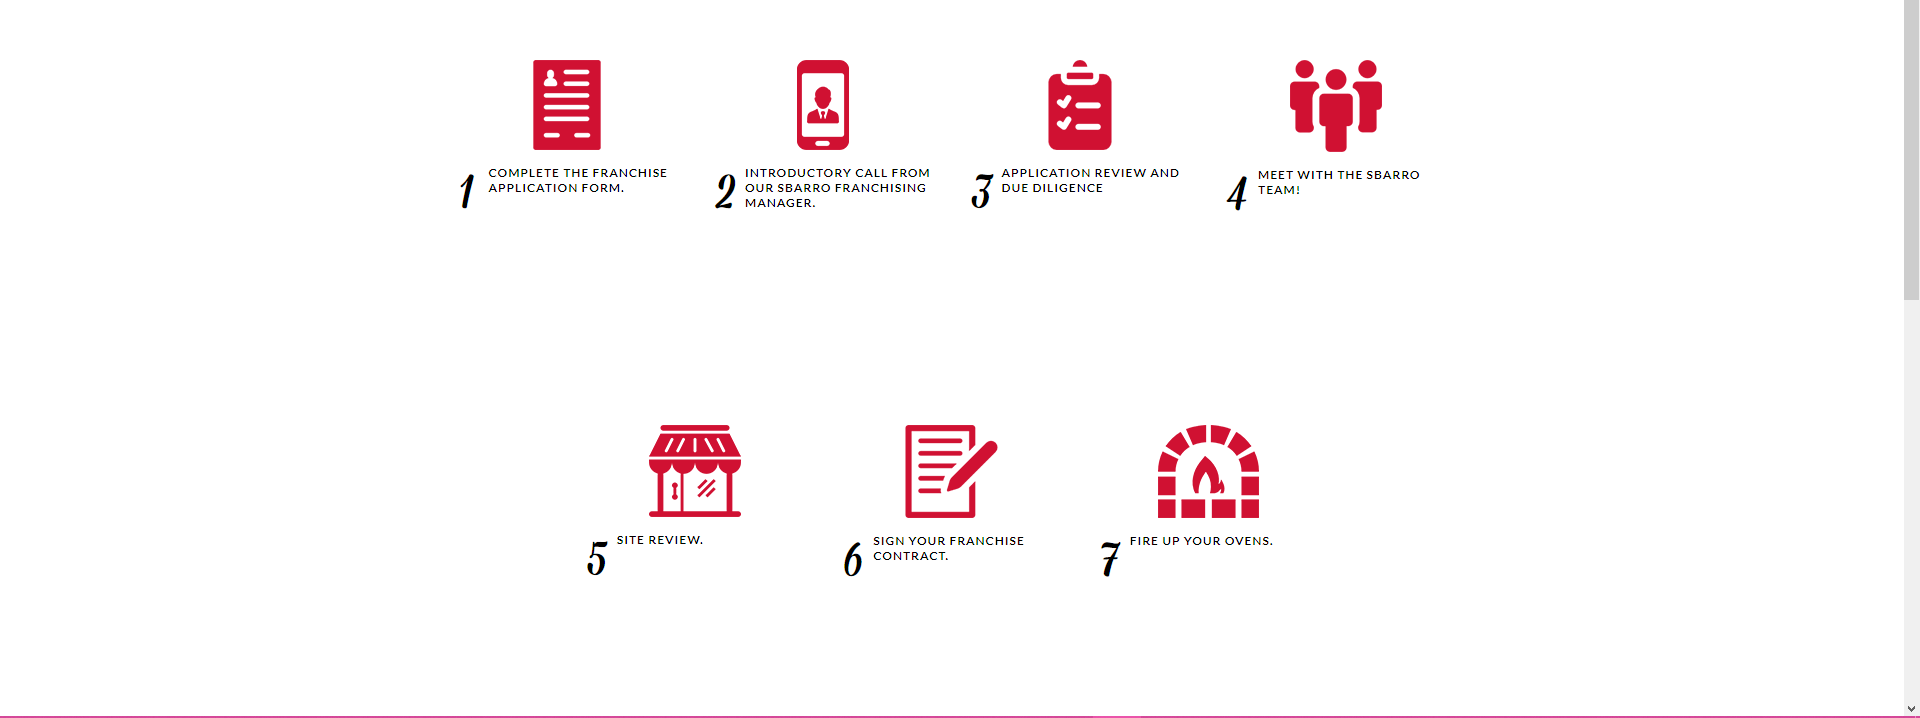 1 COMPLETE THE FRANCHISE
APPLICATION FORM.
2 INTRODUCTORY CALL FROM
OUR SBARRO FRANCHISING
MANAGER.
3 APPLICATION REVIEW AND
DUE DILIGENCE
4 MEET WITH THE SBARRO
TEAM!
5 SITE REVIEW.
6 SIGN YOUR FRANCHISE
CONTRACT.
7 FIRE UP YOUR OVENS.